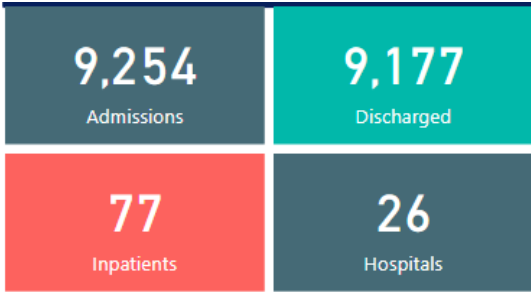 9,254
Admissions
9,177
Discharged
77
Inpatients
26
Hospitals